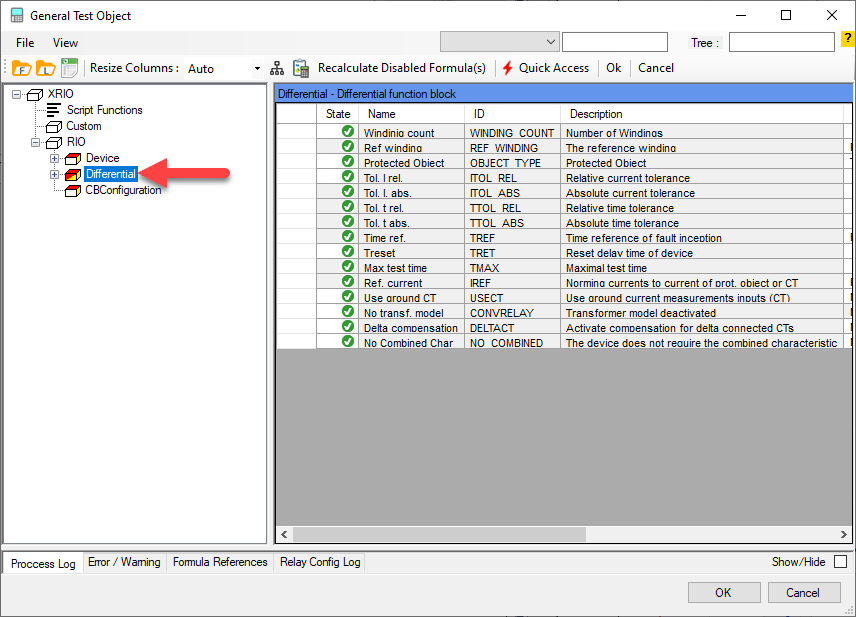 General Test Object
File View Tree : ?
F L Resize Columns : Auto Recalculate Disabled Formula(s) Quick Access Ok Cancel
XRIO
Script Functions
Custom
RIO
Device
Differential
CBConfiguration
Differential - Differential function block
State Name ID Description
Winding count WINDING_COUNT Number of Windings
Ref winding REF_WINDING The reference winding
Protected Object OBJECT_TYPE Protected Object
Tol. I. rel. ITOL_REL Relative current tolerance
Tol. I. abs. ITOL_ABS Absolute current tolerance
Tol. t rel. TTOL_REL Relative time tolerance
Tol. t abs. TTOL_ABS Absolute time tolerance
Time ref. TREF Time reference of fault inception
Treset TRET Reset delay time of device
Max test time TMAX Maximal test time
Ref. current IREF Norming currents to current of prot. object or CT
Use ground CT USECT Use ground current measurements inputs (CT)
No transf. model CONVRELAY Transformer model deactivated
Delta compensation DELTACT Activate compensation for delta connected CTs
No Combined Char NO_COMBINED The device does not require the combined characteristic
Proccess Log Error / Warning Formula References Relay Config Log Show/Hide
OK Cancel